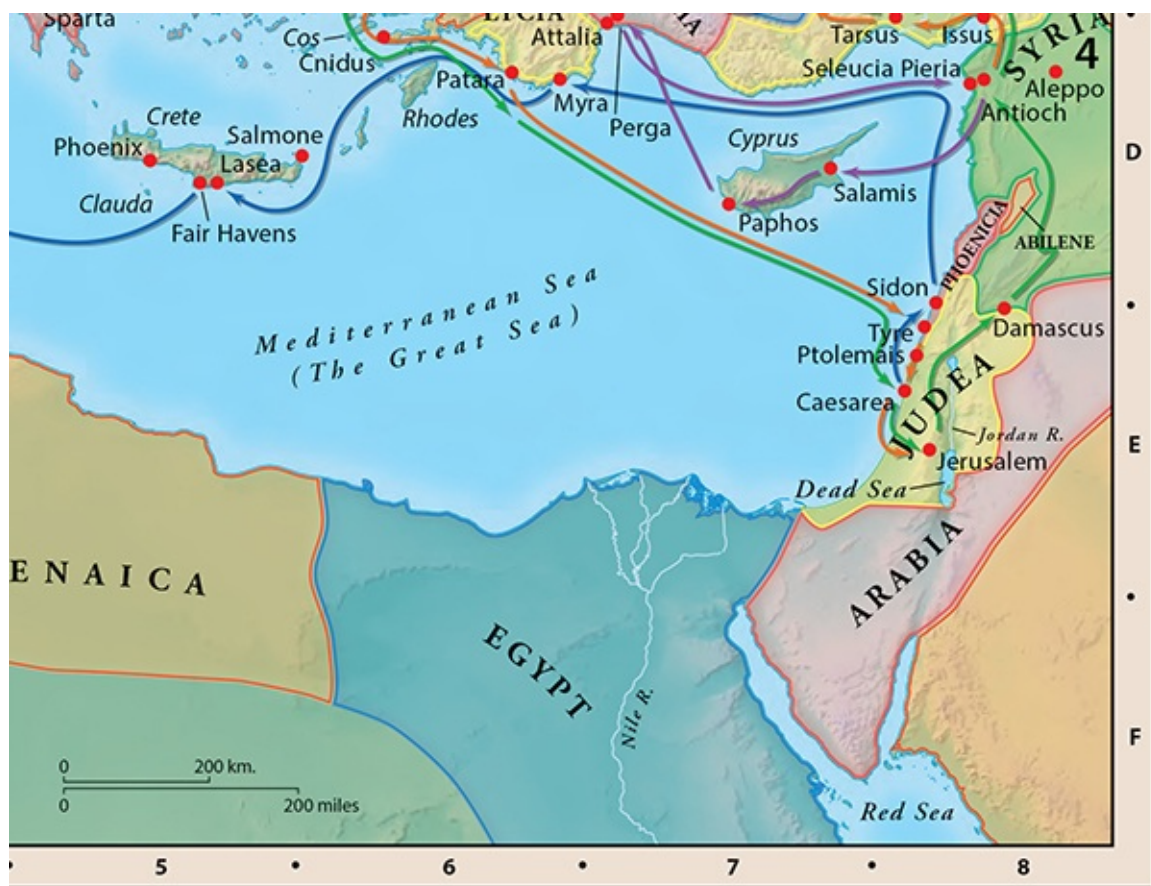 Sparta
LYCIA
IA
Cos
Cnidus
Attalia
Tarsus
Issus
SYRIA
4
Seleucia Pieria
Aleppo
Patara
Myra
Antioch
Rhodes
Perga
Crete
Phoenix
Salmone
Lasea
Cyprus
D
Salamis
Clauda
Paphos
Fair Havens
PHOENICIA
ABILENE
Mediterranean Sea
(The Great Sea)
Sidon
Tyre
Damascus
Ptolemais
Caesarea
JUDEA
Jordan R.
E
Jerusalem
Dead Sea
ENAICA
ARABIA
EGYPT
Nile R.
F
0 200 km.
0 200 miles
Red Sea
5 6 7 8